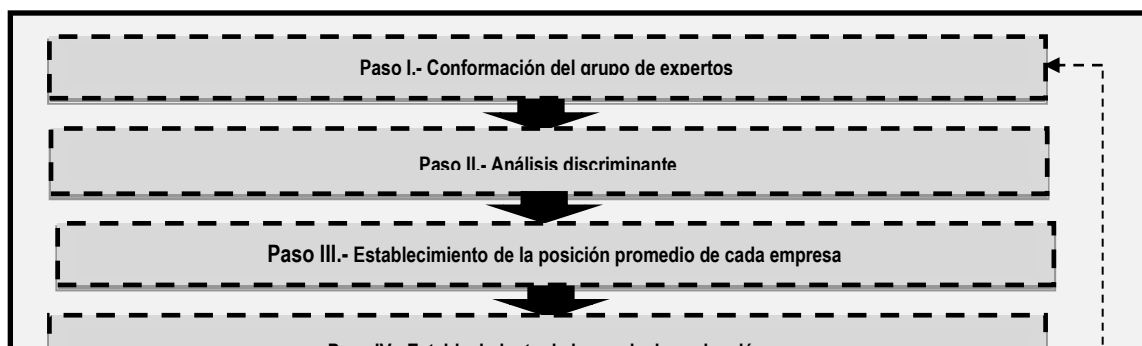 Paso I.- Conformación del grupo de expertos
Paso II.- Análisis discriminante
Paso III.- Establecimiento de la posición promedio de cada empresa